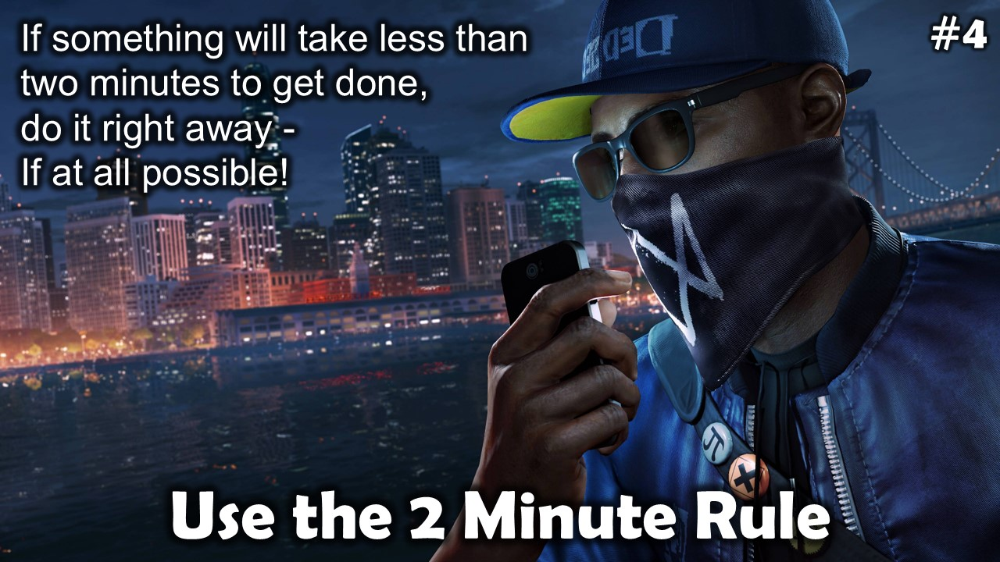 If something will take less than
#4
two minutes to get done,
do it right away -
If at all possible!
Use the 2 Minute Rule